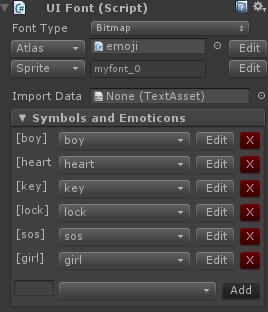 UI Font (Script)
Font Type Bitmap
Atlas emoji Edit
Sprite myfont_0 Edit
Import Data None (TextAsset)
Symbols and Emoticons
[boy] boy Edit X
[heart heart Edit X
[key] key Edit X
[lock] lock Edit X
[sos] sos Edit X
[girl] girl Edit X
Add